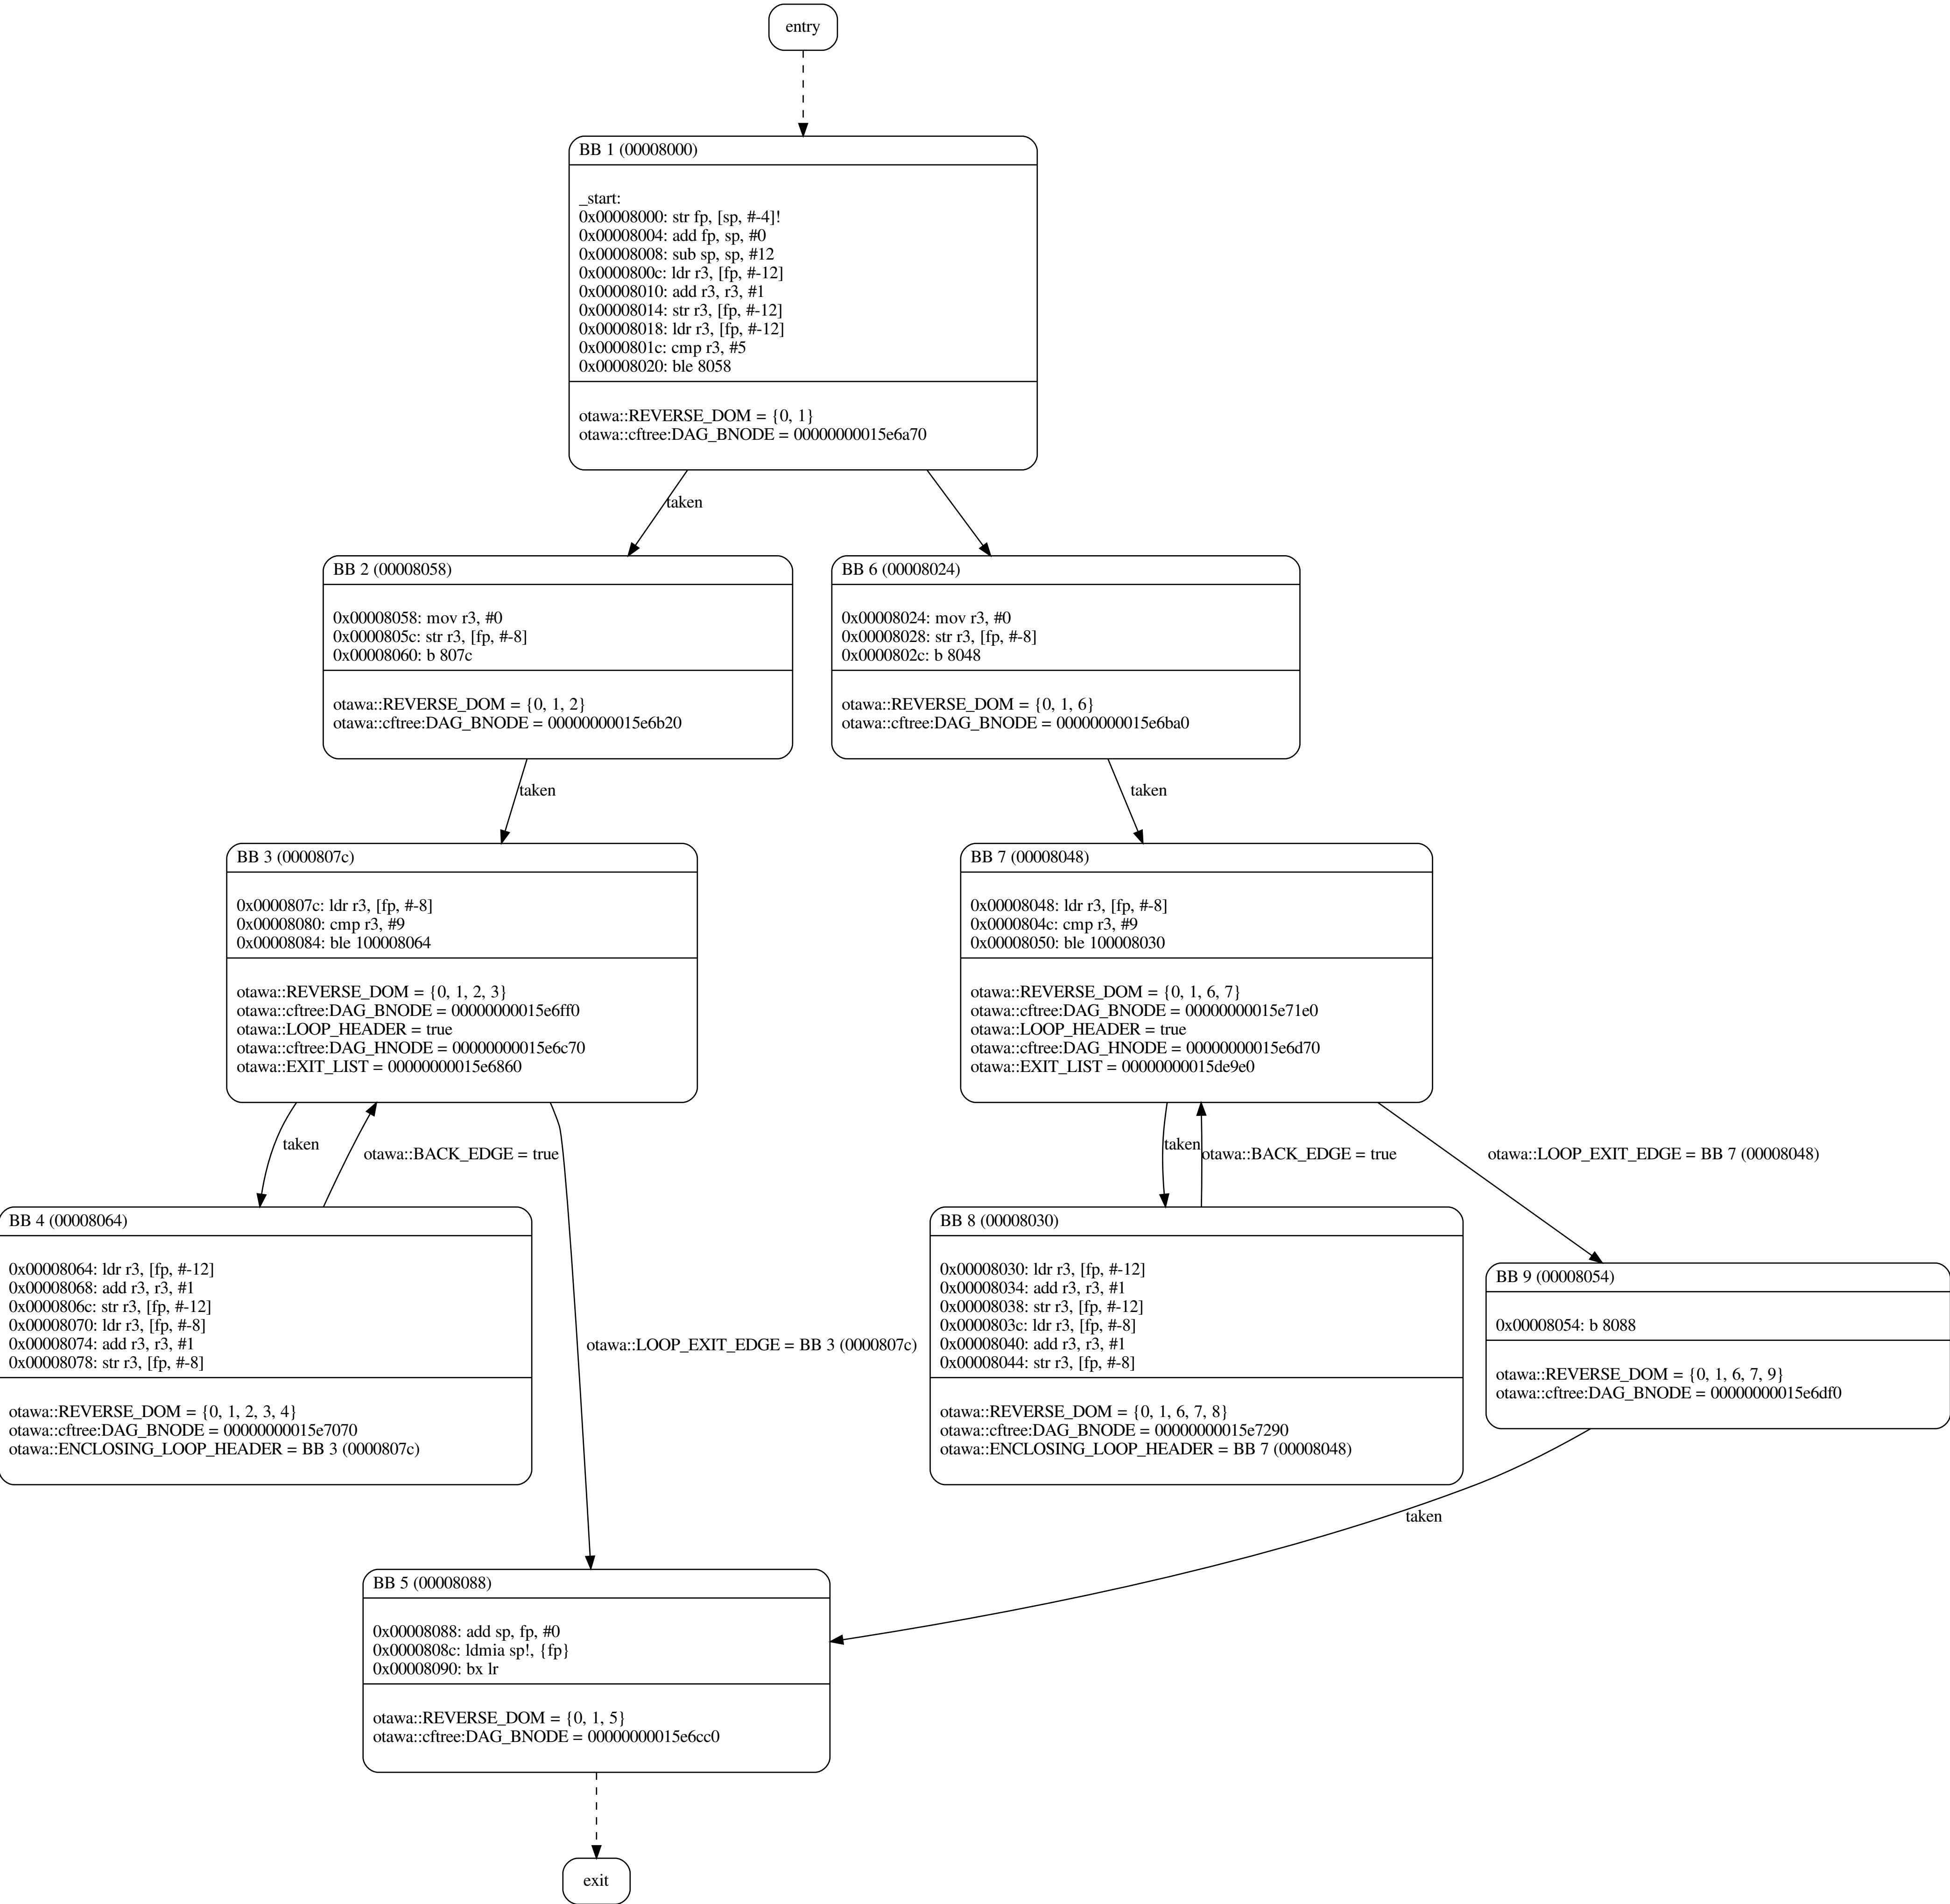 entry
BB 1 (00008000)
_start:
0x00008000: str fp, [sp, #-4]!
0x00008004: add fp, sp, #0
0x00008008: sub sp, sp, #12
0x0000800c: ldr r3, [fp, #-12]
0x00008010: add r3, r3, #1
0x00008014: str r3, [fp, #-12]
0x00008018: ldr r3, [fp, #-12]
0x0000801c: cmp r3, #5
0x00008020: ble 8058
otawa::REVERSE_DOM = {0, 1}
otawa::cftree:DAG_BNODE = 00000000015e6a70
taken
BB 2 (00008058)
0x00008058: mov r3, #0
0x0000805c: str r3, [fp, #-8]
0x00008060: b 807c
otawa::REVERSE_DOM = {0, 1, 2}
otawa::cftree:DAG_BNODE = 00000000015e6b20
BB 6 (00008024)
0x00008024: mov r3, #0
0x00008028: str r3, [fp, #-8]
0x0000802c: b 8048
otawa::REVERSE_DOM = {0, 1, 6}
otawa::cftree:DAG_BNODE = 00000000015e6ba0
taken
taken
BB 3 (0000807c)
0x0000807c: ldr r3, [fp, #-8]
0x00008080: cmp r3, #9
0x00008084: ble 100008064
otawa::REVERSE_DOM = {0, 1, 2, 3}
otawa::cftree:DAG_BNODE = 00000000015e6ff0
otawa::LOOP_HEADER = true
otawa::cftree:DAG_HNODE = 00000000015e6c70
otawa::EXIT_LIST = 00000000015e6860
BB 7 (00008048)
0x00008048: ldr r3, [fp, #-8]
0x0000804c: cmp r3, #9
0x00008050: ble 100008030
otawa::REVERSE_DOM = {0, 1, 6, 7}
otawa::cftree:DAG_BNODE = 00000000015e71e0
otawa::LOOP_HEADER = true
otawa::cftree:DAG_HNODE = 00000000015e6d70
otawa::EXIT_LIST = 00000000015de9e0
taken
otawa::BACK_EDGE = true
taken
otawa::BACK_EDGE = true
otawa::LOOP_EXIT_EDGE = BB 7 (00008048)
BB 4 (00008064)
0x00008064: ldr r3, [fp, #-12]
0x00008068: add r3, r3, #1
0x0000806c: str r3, [fp, #-12]
0x00008070: ldr r3, [fp, #-8]
0x00008074: add r3, r3, #1
0x00008078: str r3, [fp, #-8]
otawa::REVERSE_DOM = {0, 1, 2, 3, 4}
otawa::cftree:DAG_BNODE = 00000000015e7070
otawa::ENCLOSING_LOOP_HEADER = BB 3 (0000807c)
otawa::LOOP_EXIT_EDGE = BB 3 (0000807c)
BB 8 (00008030)
0x00008030: ldr r3, [fp, #-12]
0x00008034: add r3, r3, #1
0x00008038: str r3, [fp, #-12]
0x0000803c: ldr r3, [fp, #-8]
0x00008040: add r3, r3, #1
0x00008044: str r3, [fp, #-8]
otawa::REVERSE_DOM = {0, 1, 6, 7, 8}
otawa::cftree:DAG_BNODE = 00000000015e7290
otawa::ENCLOSING_LOOP_HEADER = BB 7 (00008048)
BB 9 (00008054)
0x00008054: b 8088
otawa::REVERSE_DOM = {0, 1, 6, 7, 9}
otawa::cftree:DAG_BNODE = 00000000015e6df0
taken
BB 5 (00008088)
0x00008088: add sp, fp, #0
0x0000808c: ldmia sp!, {fp}
0x00008090: bx lr
otawa::REVERSE_DOM = {0, 1, 5}
otawa::cftree:DAG_BNODE = 00000000015e6cc0
exit